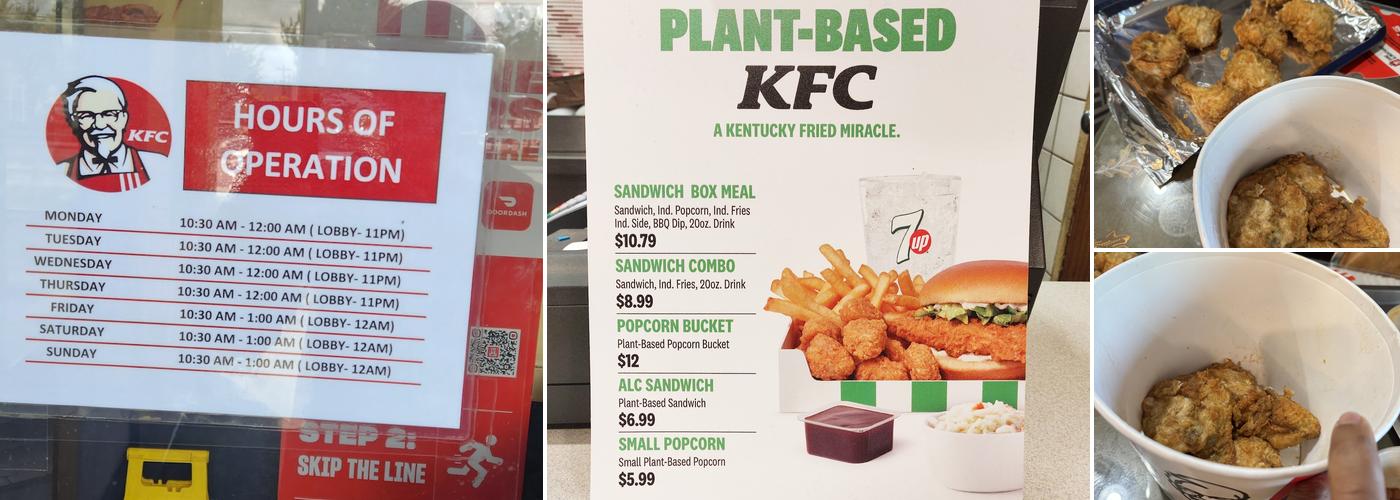 KFC
HOURS OF
OPERATION
MONDAY 10:30 AM - 12:00 AM ( LOBBY- 11PM)
TUESDAY 10:30 AM - 12:00 AM ( LOBBY- 11PM)
WEDNESDAY 10:30 AM - 12:00 AM ( LOBBY- 11PM)
THURSDAY 10:30 AM - 12:00 AM ( LOBBY- 11PM)
FRIDAY 10:30 AM - 1:00 AM ( LOBBY- 12AM)
SATURDAY 10:30 AM - 1:00 AM ( LOBBY- 12AM)
SUNDAY 10:30 AM - 1:00 AM ( LOBBY- 12AM)
DOORDASH
STEP 2:
SKIP THE LINE
PLANT-BASED
KFC
A KENTUCKY FRIED MIRACLE.
SANDWICH BOX MEAL
Sandwich, Ind. Popcorn, Ind. Fries
Ind. Side, BBQ Dip, 20oz. Drink
$10.79
SANDWICH COMBO
Sandwich, Ind. Fries, 20oz. Drink
$8.99
POPCORN BUCKET
Plant-Based Popcorn Bucket
$12
ALC SANDWICH
Plant-Based Sandwich
$6.99
SMALL POPCORN
Small Plant-Based Popcorn
$5.99
7up